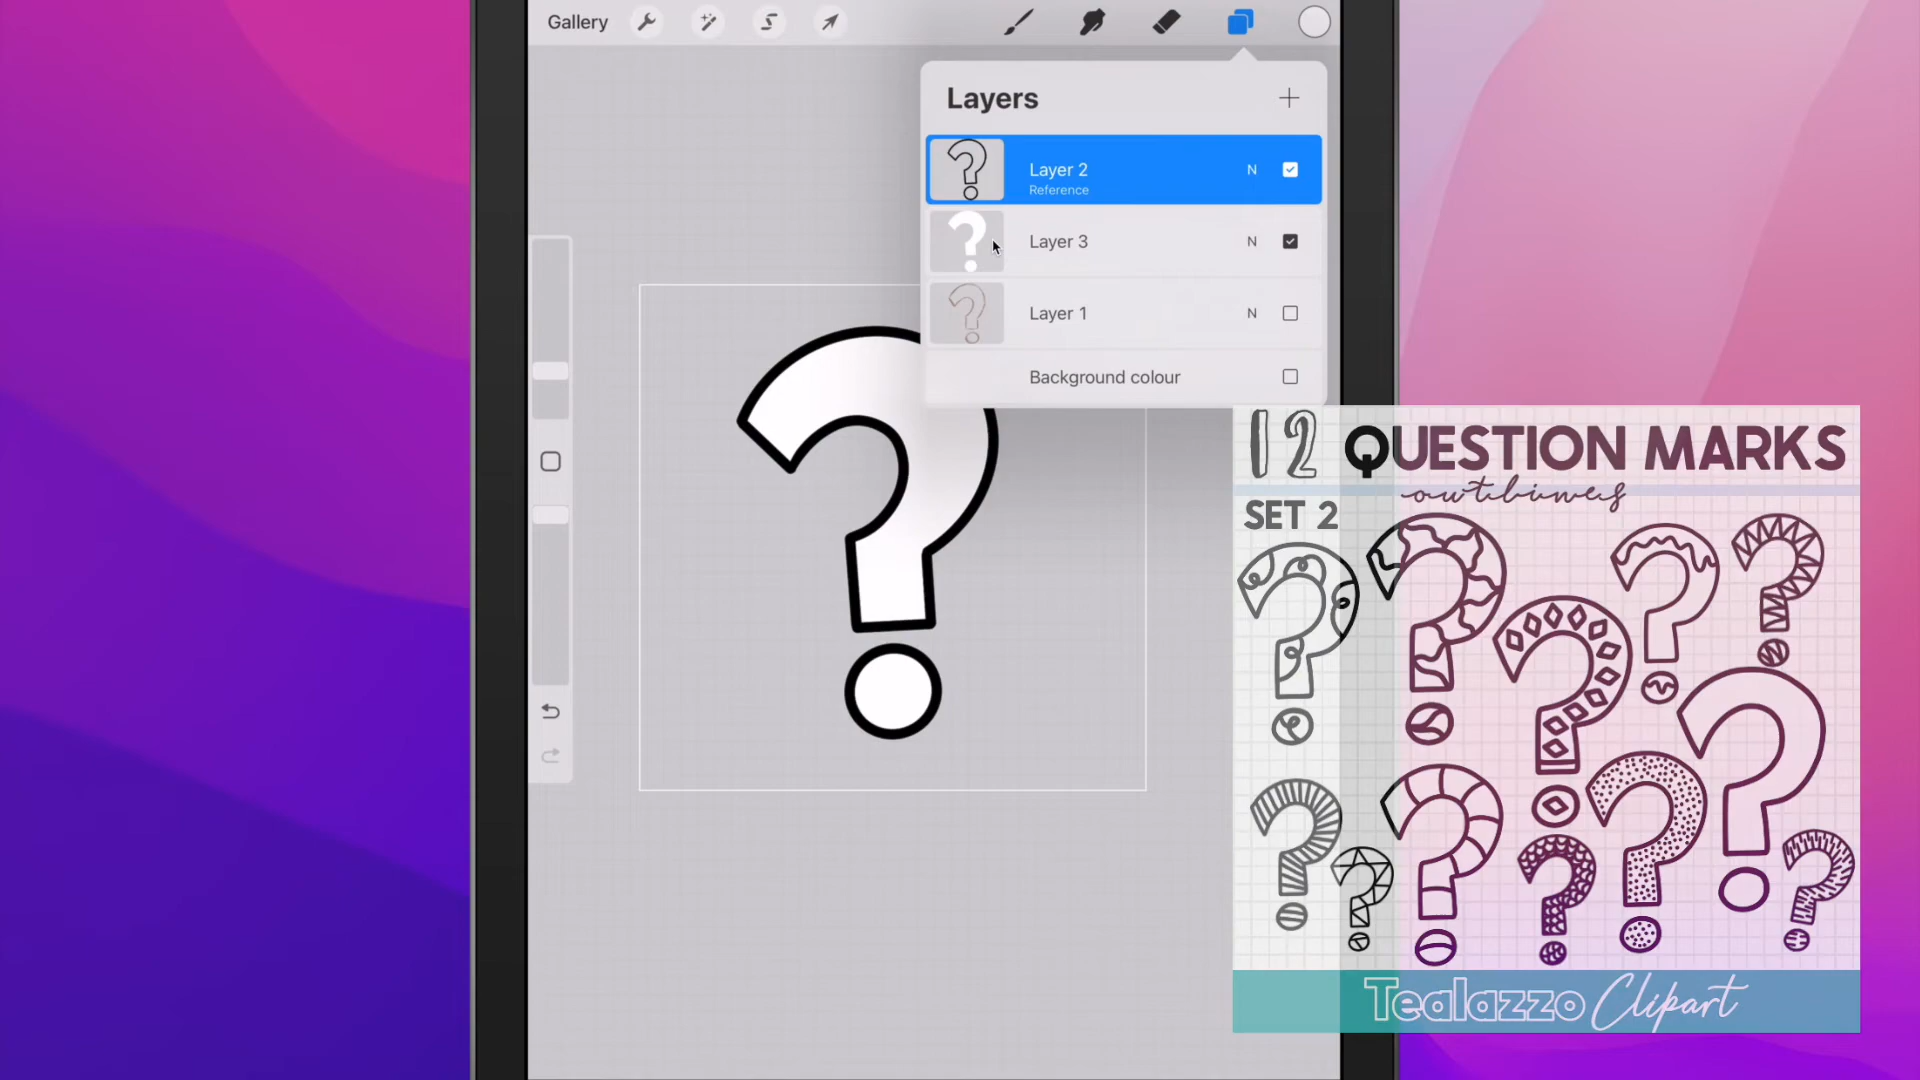 Gallery
Layers
Layer 2
N
Reference
Layer 3
N
Layer 1
N
Background colour
12 QUESTION MARKS
outlines
SET 2
Tealazzo Clipart